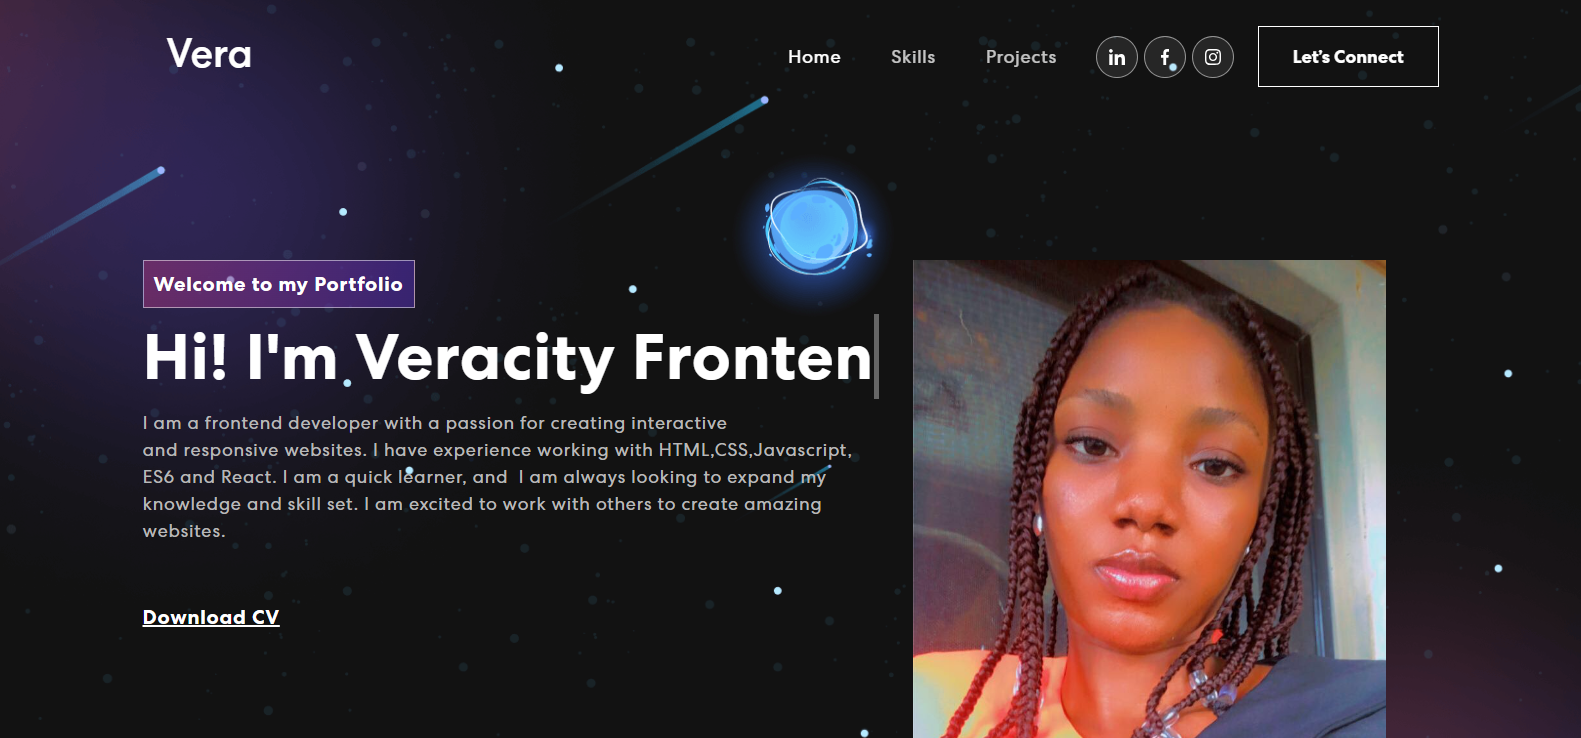 Vera
Home Skills Projects Let's Connect
Welcome to my Portfolio
Hi! I'm Veracity Fronten
I am a frontend developer with a passion for creating interactive
and responsive websites. I have experience working with HTML,CSS,Javascript,
ES6 and React. I am a quick learner, and I am always looking to expand my
knowledge and skill set. I am excited to work with others to create amazing
websites.
Download CV